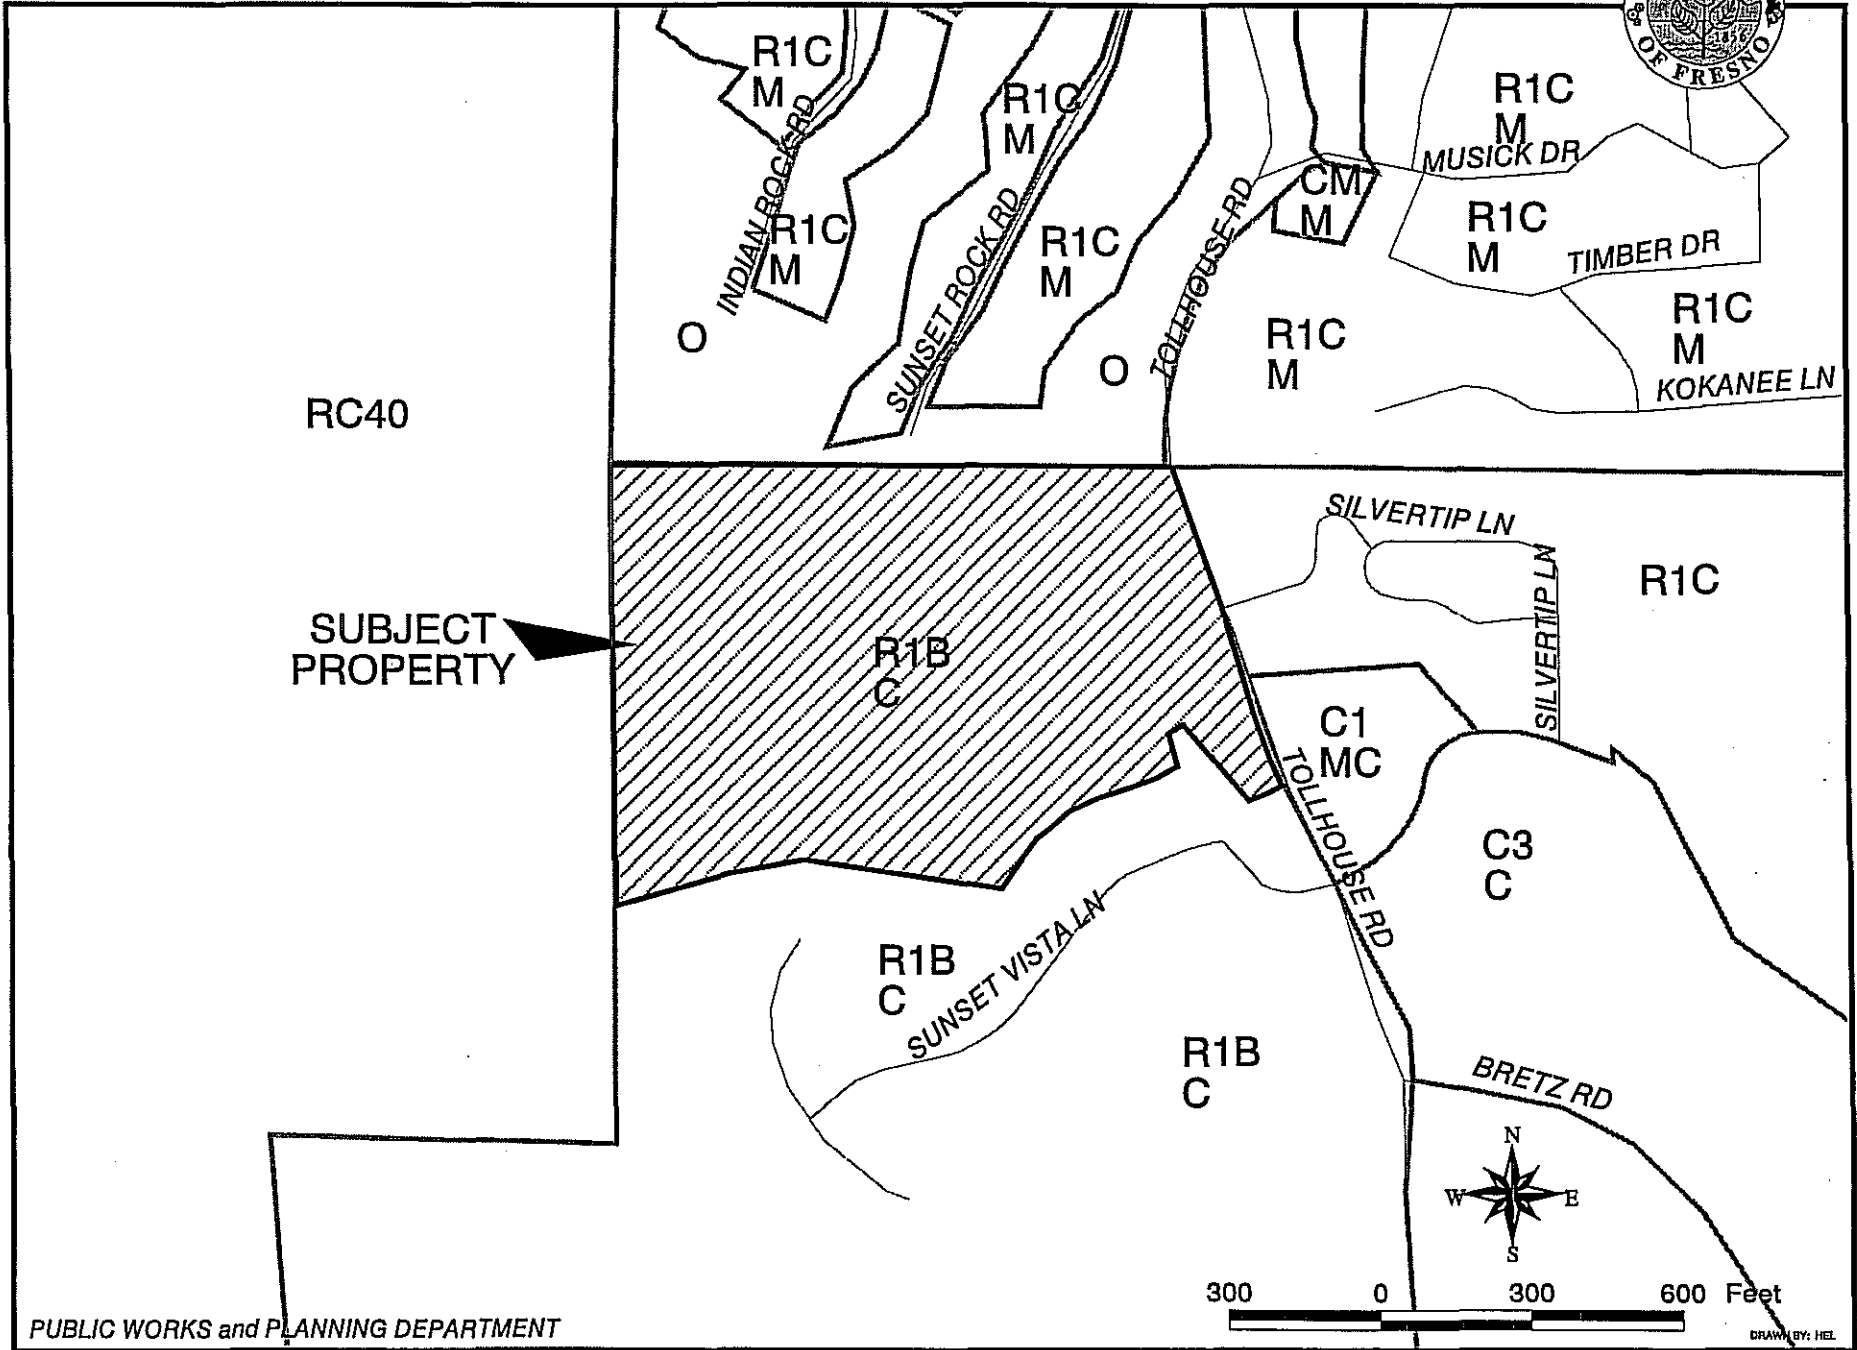 OF FRESNO
R1C
M
R1C
M
R1C
M
MUSICK DR
INDIAN ROCK RD
R1C
M
SUNSET ROCK RD
R1C
M
TOLLHOUSE RD
CM
M
R1C
M
TIMBER DR
O
O
R1C
M
R1C
M
KOKANEE LN
RC40
SILVERTIP LN
SILVERTIP LN
R1C
SUBJECT
PROPERTY
R1B
C
C1
MC
TOLLHOUSE RD
C3
C
R1B
C
SUNSET VISTA LN
R1B
C
BRETZ RD
N
W E
S
300 0 300 600 Feet
PUBLIC WORKS and PLANNING DEPARTMENT
DRAWN BY: HEL